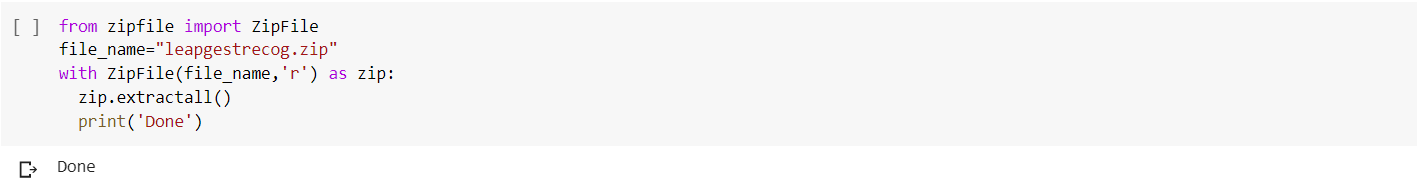 [ ] from zipfile import ZipFile
file_name="leapgestrecog.zip"
with ZipFile(file_name,'r') as zip:
  zip.extractall()
  print('Done')
Done